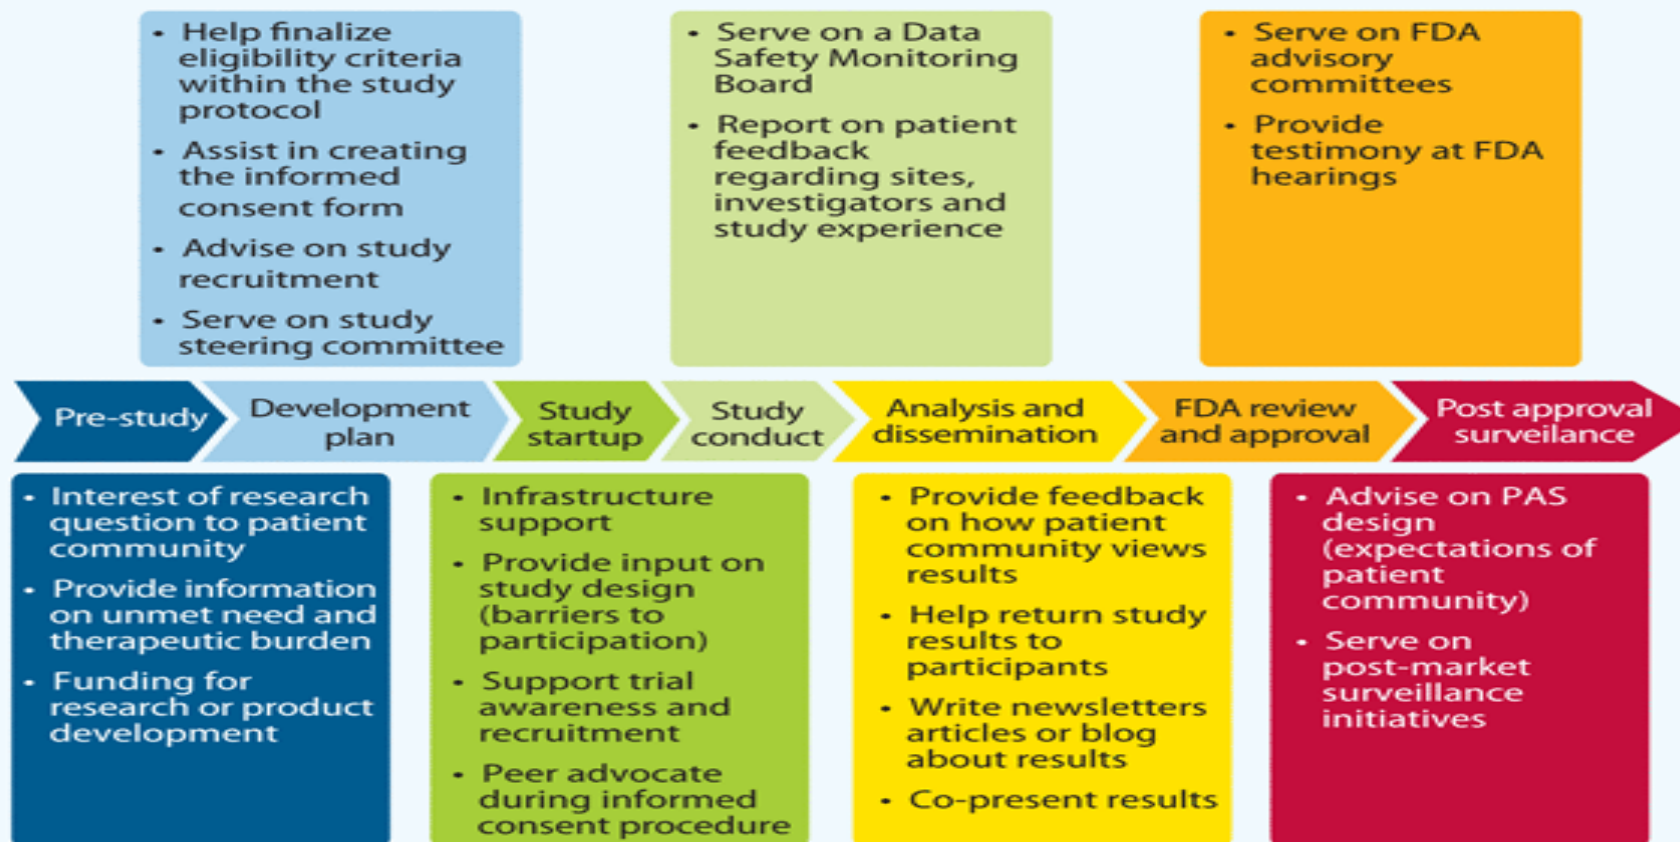 • Help finalize
eligibility criteria
within the study
protocol
• Assist in creating
the informed
consent form
• Advise on study
recruitment
• Serve on study
steering committee
• Serve on a Data
Safety Monitoring
Board
• Report on patient
feedback
regarding sites,
investigators and
study experience
• Serve on FDA
advisory
committees
• Provide
testimony at FDA
hearings
Pre-study
Development
plan
Study
startup
Study
conduct
Analysis and
dissemination
FDA review
and approval
Post approval
surveilance
• Interest of research
question to patient
community
• Provide information
on unmet need and
therapeutic burden
• Funding for
research or product
development
• Infrastructure
support
• Provide input on
study design
(barriers to
participation)
• Support trial
awareness and
recruitment
• Peer advocate
during informed
consent procedure
• Provide feedback
on how patient
community views
results
• Help return study
results to
participants
• Write newsletters
articles or blog
about results
• Co-present results
• Advise on PAS
design
(expectations of
patient
community)
• Serve on
post-market
surveillance
initiatives